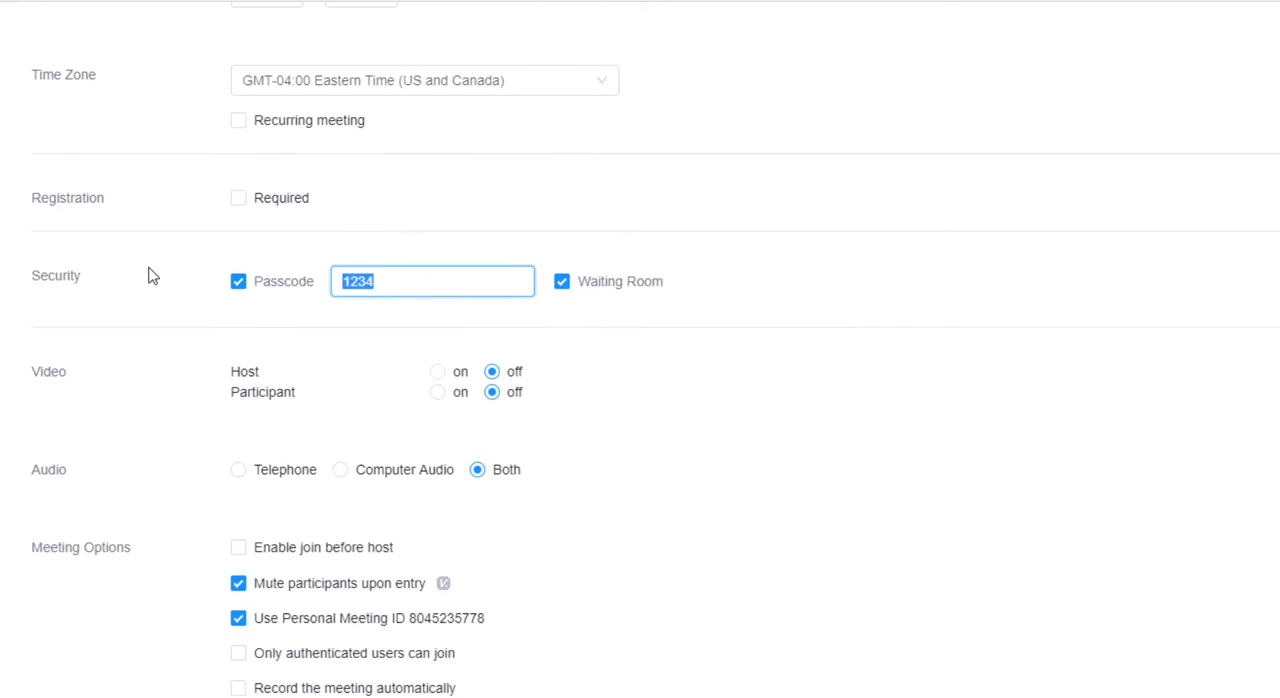 Time Zone
GMT-04:00 Eastern Time (US and Canada)
Recurring meeting
Registration
Required
Security
Passcode 1234 Waiting Room
Video
Host on off
Participant on off
Audio
Telephone Computer Audio Both
Meeting Options
Enable join before host
Mute participants upon entry
Use Personal Meeting ID 8045235778
Only authenticated users can join
Record the meeting automatically